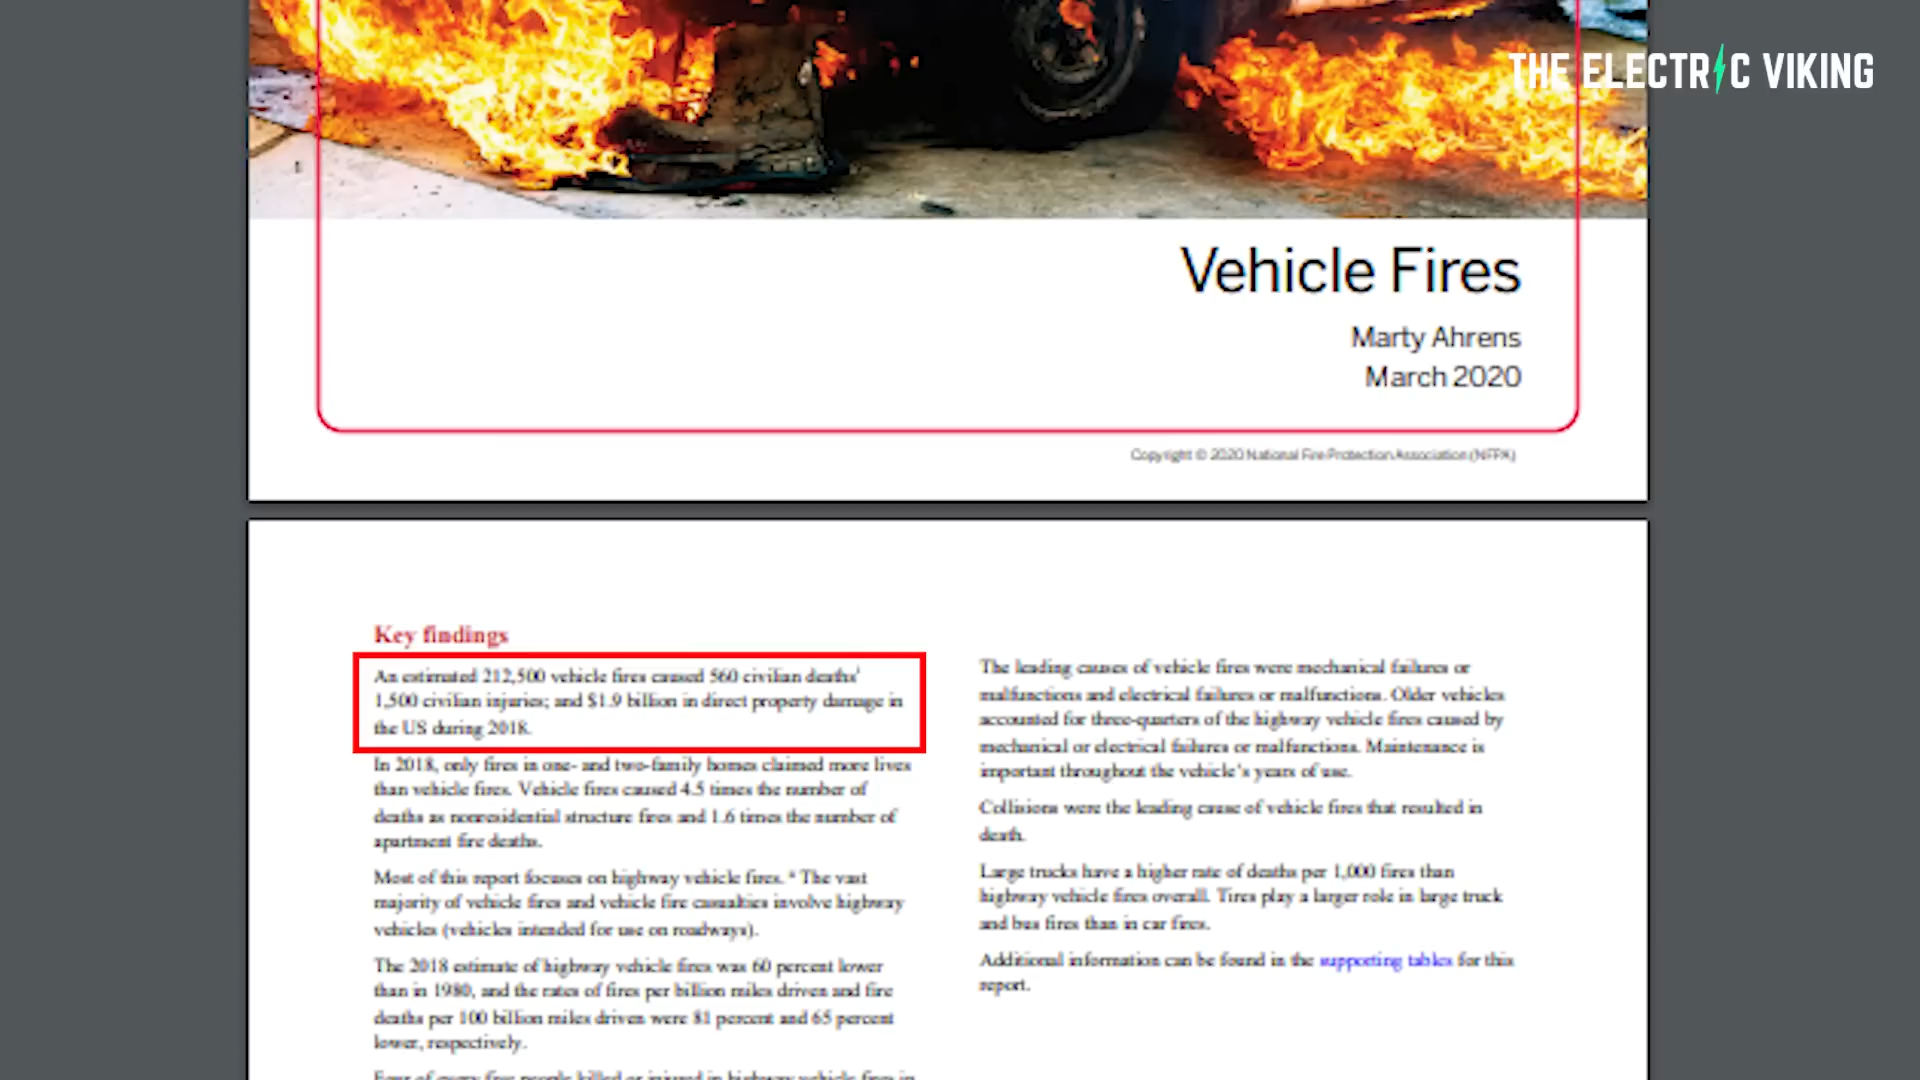 THE ELECTRIC VIKING
Vehicle Fires
Marty Ahrens
March 2020
Copyright © 2020 National Fire Protection Association (NFPA)
Key findings
An estimated 212,500 vehicle fires caused 560 civilian deaths'
1,500 civilian injuries; and $1.9 billion in direct property damage in
the US during 2018.
In 2018, only fires in one- and two-family homes claimed more lives
than vehicle fires. Vehicle fires caused 4.5 times the number of
deaths as nonresidential structure fires and 1.6 times the number of
apartment fire deaths.
Most of this report focuses on highway vehicle fires. * The vast
majority of vehicle fires and vehicle fire casualties involve highway
vehicles (vehicles intended for use on roadways).
The 2018 estimate of highway vehicle fires was 60 percent lower
than in 1980, and the rates of fires per billion miles driven and fire
deaths per 100 billion miles driven were 81 percent and 65 percent
lower, respectively.
Four of every five people killed or injured in highway vehicle fires in
The leading causes of vehicle fires were mechanical failures or
malfunctions and electrical failures or malfunctions. Older vehicles
accounted for three-quarters of the highway vehicle fires caused by
mechanical or electrical failures or malfunctions. Maintenance is
important throughout the vehicle's years of use.
Collisions were the leading cause of vehicle fires that resulted in
death.
Large trucks have a higher rate of deaths per 1,000 fires than
highway vehicle fires overall. Tires play a larger role in large truck
and bus fires than in car fires.
Additional information can be found in the supporting tables for this
report.